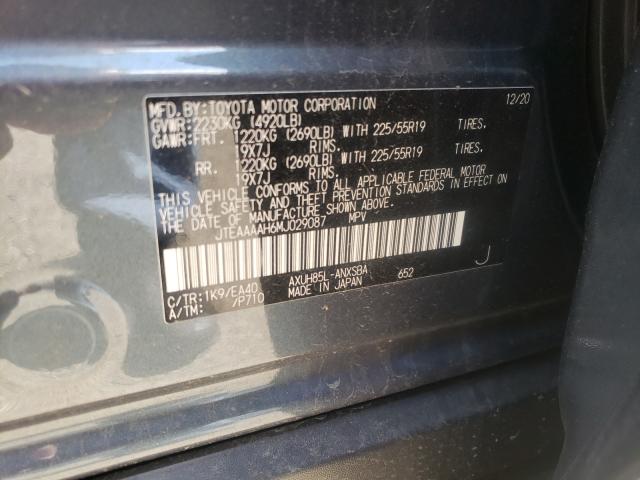 MFD.BY:TOYOTA MOTOR CORPORATION 12/20
GVWR:2230KG (4920LB)
GAWR:FRT. 1220KG (2690LB) WITH 225/55R19 TIRES.
19X7J RIMS.
RR. 1220KG (2690LB) WITH 225/55R19 TIRES.
19X7J RIMS.
THIS VEHICLE CONFORMS TO ALL APPLICABLE FEDERAL MOTOR
VEHICLE SAFETY AND THEFT PREVENTION STANDARDS IN EFFECT ON
THE DATE OF MANUFACTURE SHOWN ABOVE.
JTEAAAAH6MJ029087 MPV
J
C/TR:1K9/EA40 AXUH85L-ANXSBA 652
A/TM: /P710 MADE IN JAPAN